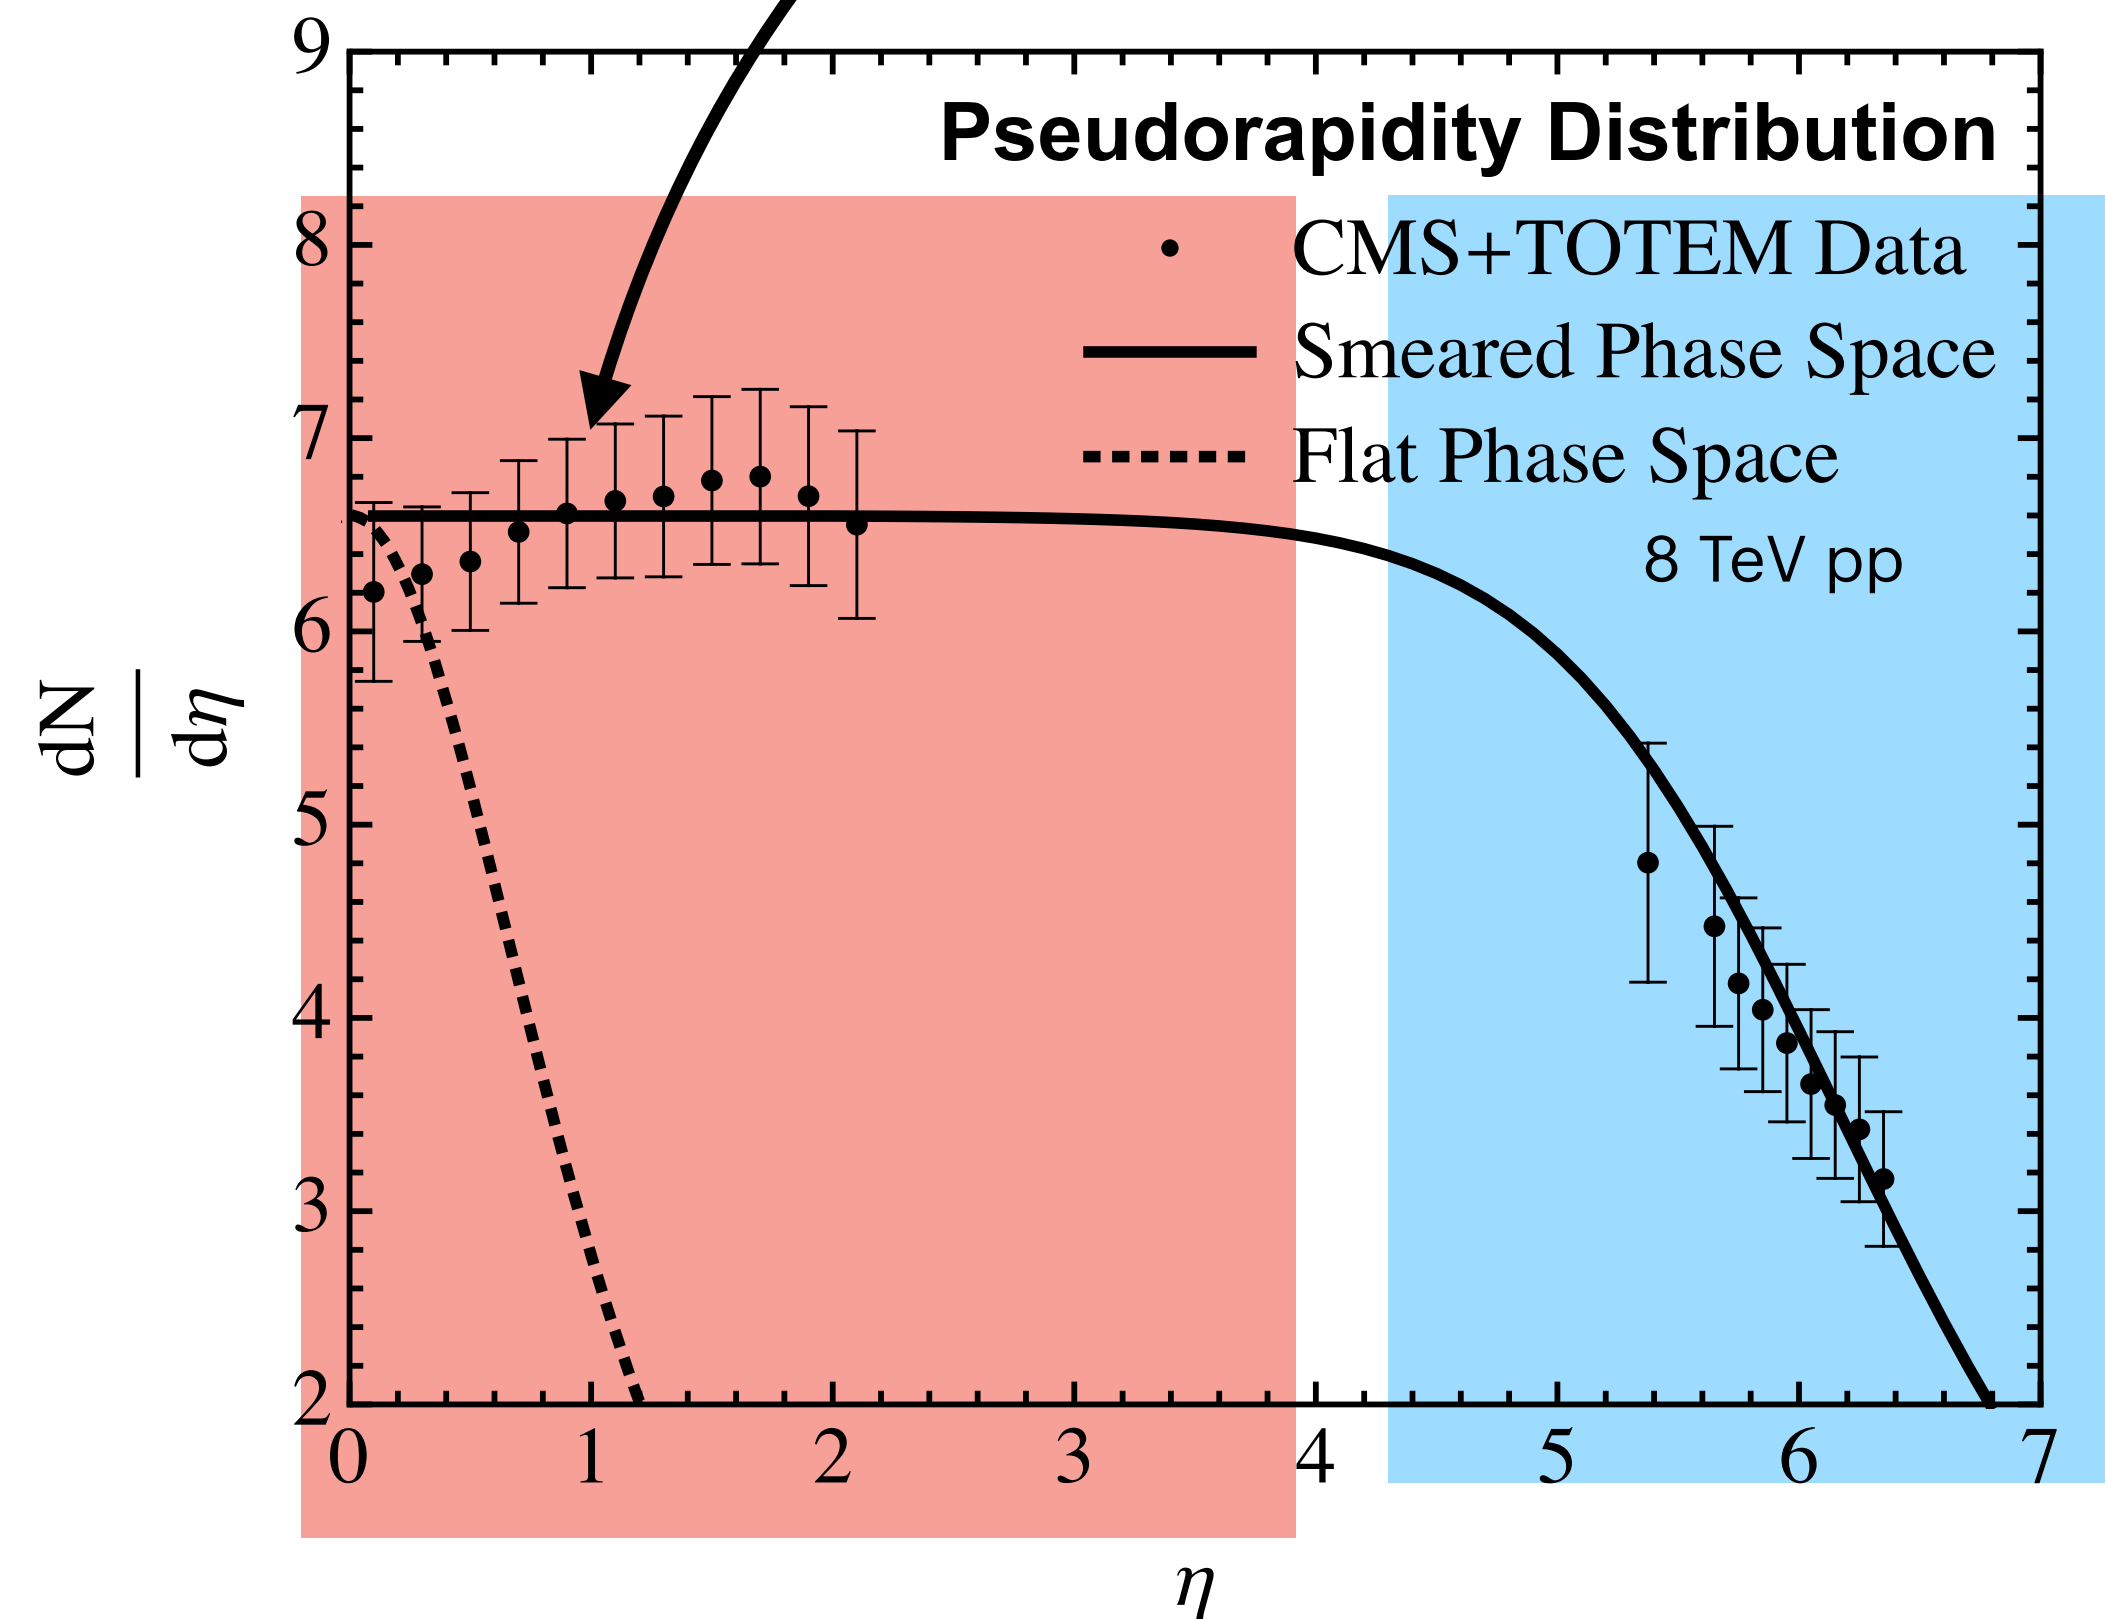 Pseudorapidity Distribution
CMS+TOTEM Data
Smeared Phase Space
Flat Phase Space
8 TeV pp
dN
dη
9
8
7
6
5
4
3
2
0 1 2 3 4 5 6 7
η